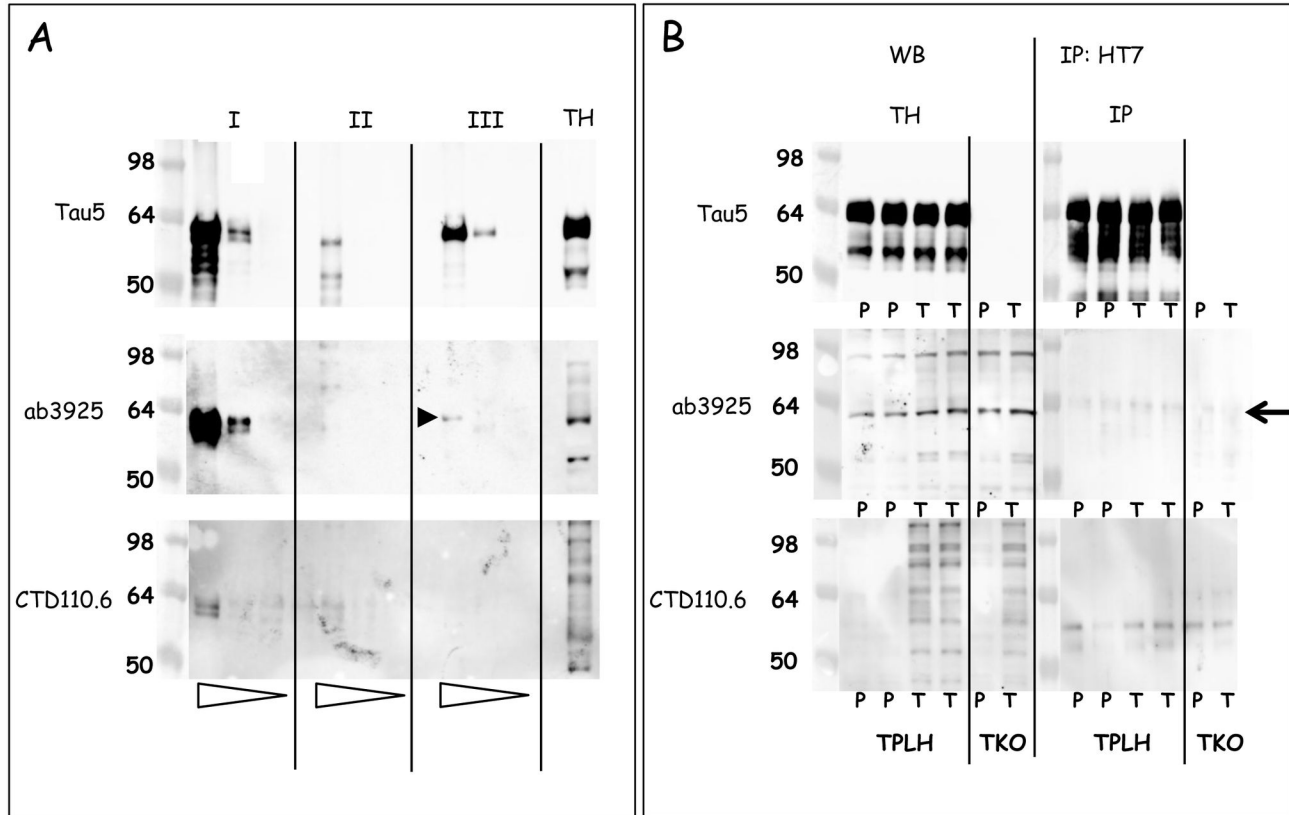 A
I II III TH
98
Tau5 64
50
98
ab3925 64
50
98
CTD110.6 64
50
B
WB IP: HT7
TH IP
98
Tau5 64
50
P P T T P T P P T T P T
98
ab3925 64
50
P P T T P T P P T T P T
98
CTD110.6 64
50
P P T T P T P P T T P T
TPLH TKO TPLH TKO